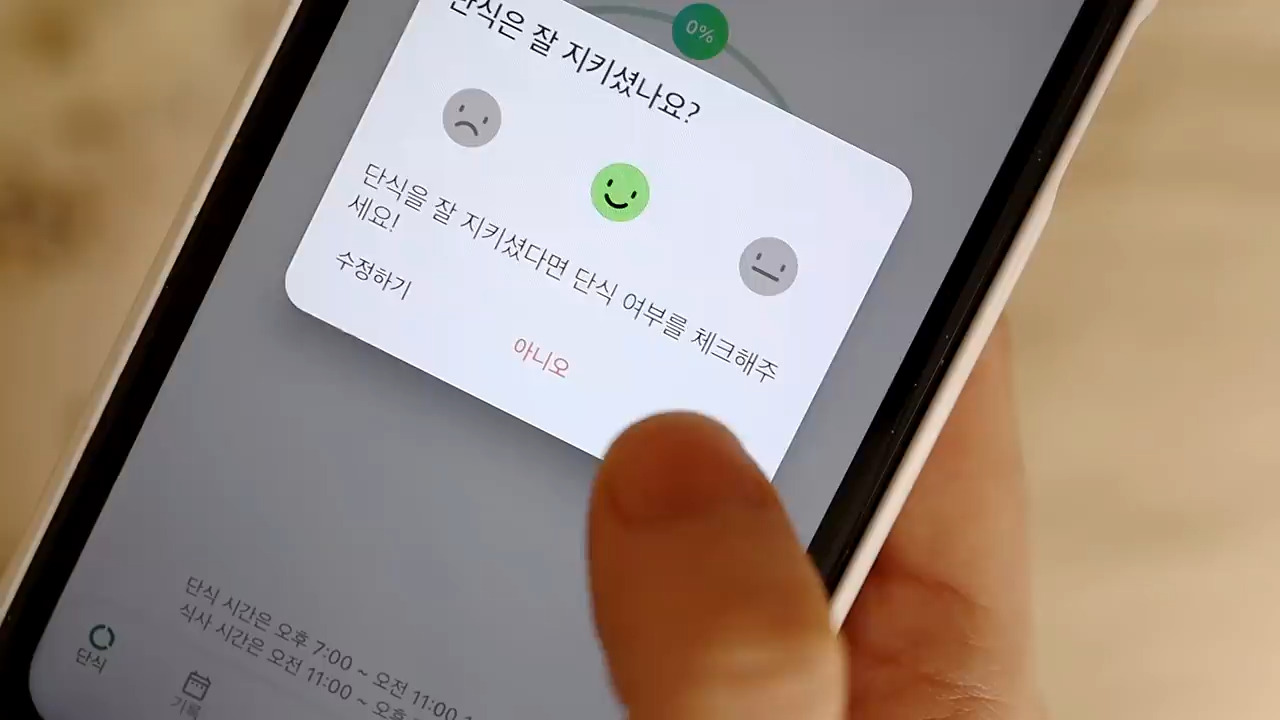 0%
단식은 잘 지키셨나요?
단식을 잘 지키셨다면 단식 여부를 체크해주
세요!
수정하기
아니오
단식 시간은 오후 7:00 ~ 오전 11:00
식사 시간은 오전 11:00 ~ 오후
단식
기록